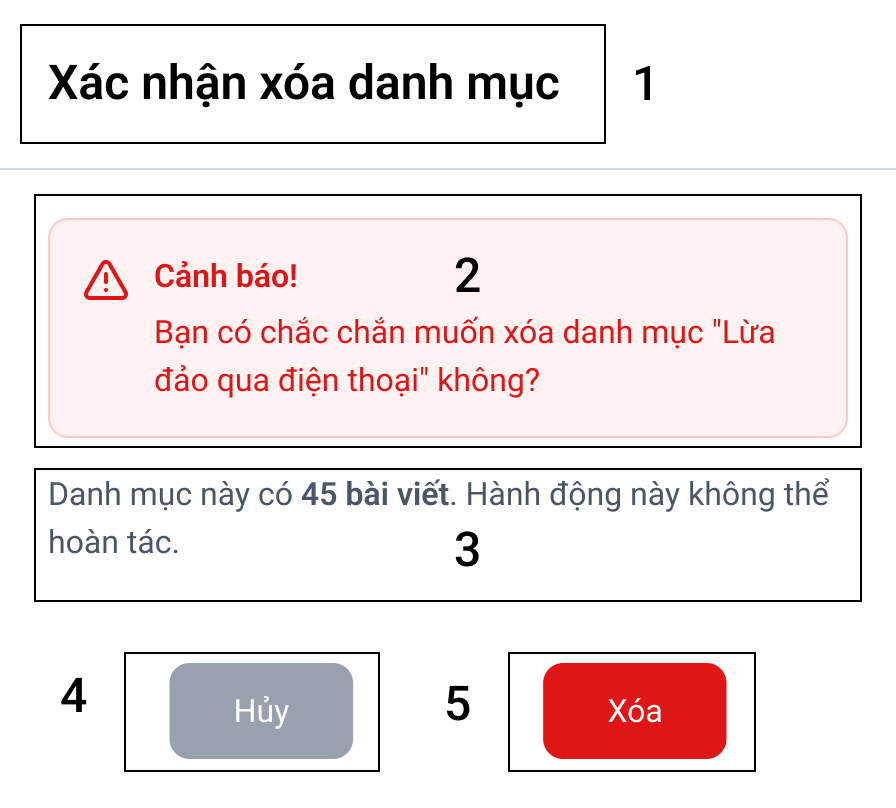 Xác nhận xóa danh mục
1
Cảnh báo!
2
Bạn có chắc chắn muốn xóa danh mục "Lừa
đảo qua điện thoại" không?
Danh mục này có 45 bài viết. Hành động này không thể
hoàn tác.
3
4
Hủy
5
Xóa